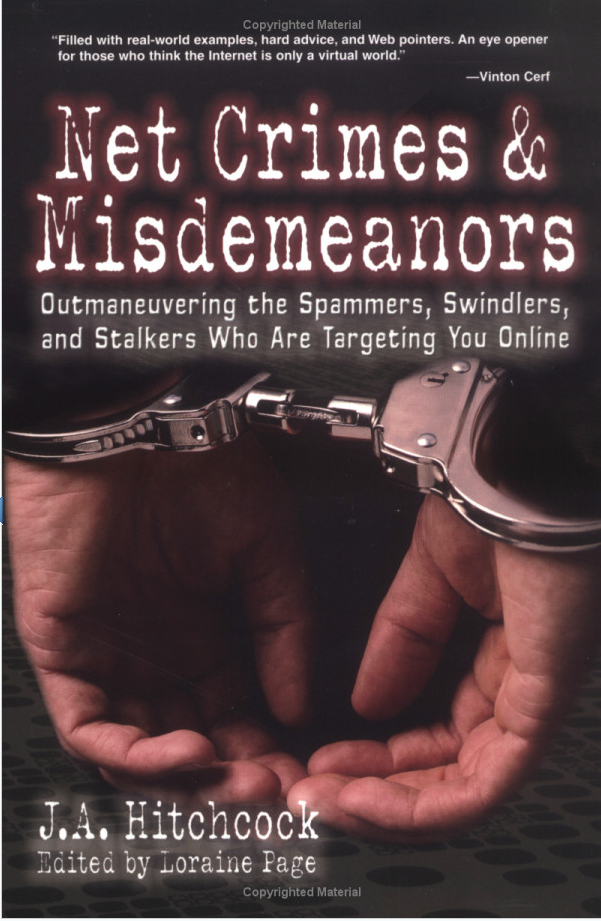 Copyrighted Material
“Filled with real-world examples, hard advice, and Web pointers. An eye opener
for those who think the Internet is only a virtual world.”
—Vinton Cerf
Net Crimes &
Misdemeanors
Outmaneuvering the Spammers, Swindlers,
and Stalkers Who Are Targeting You Online
J.A. Hitchcock
Edited by Loraine Page
Copyrighted Material